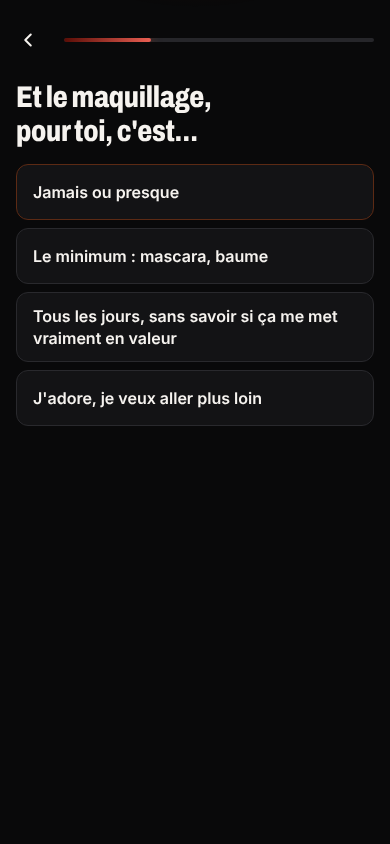 Et le maquillage,
pour toi, c'est...
Jamais ou presque
Le minimum : mascara, baume
Tous les jours, sans savoir si ça me met
vraiment en valeur
J'adore, je veux aller plus loin